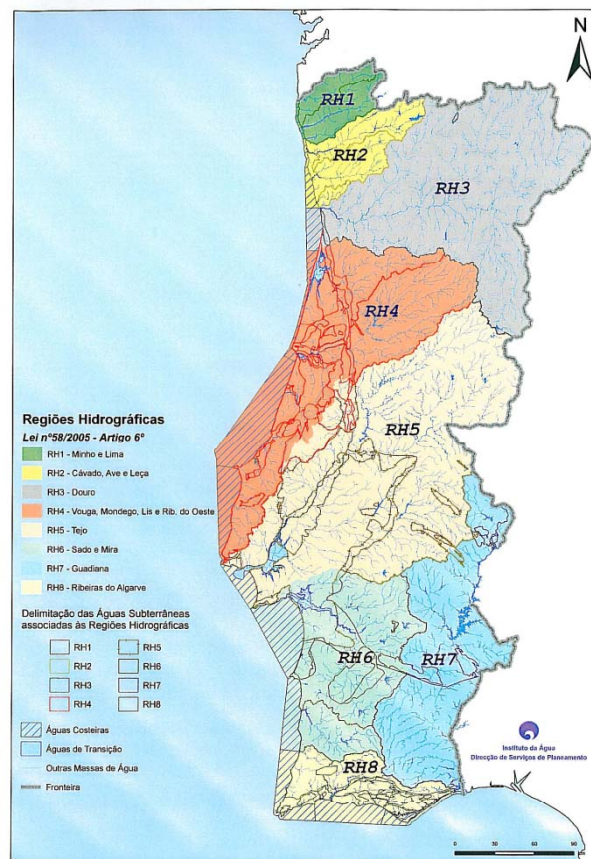 N
RH1
RH2
RH3
RH4
RH5
RH6
RH7
RH8
Regiões Hidrográficas
Lei nº58/2005 - Artigo 6º
RH1 - Minho e Lima
RH2 - Cávado, Ave e Leça
RH3 - Douro
RH4 - Vouga, Mondego, Lis e Rib. do Oeste
RH5 - Tejo
RH6 - Sado e Mira
RH7 - Guadiana
RH8 - Ribeiras do Algarve
Delimitação das Águas Subterrâneas
associadas às Regiões Hidrográficas
RH1 RH5
RH2 RH6
RH3 RH7
RH4 RH8
Águas Costeiras
Águas de Transição
Outras Massas de Água
Fronteira
Instituto da Água
Direcção de Serviços de Planeamento
0 30 60 90